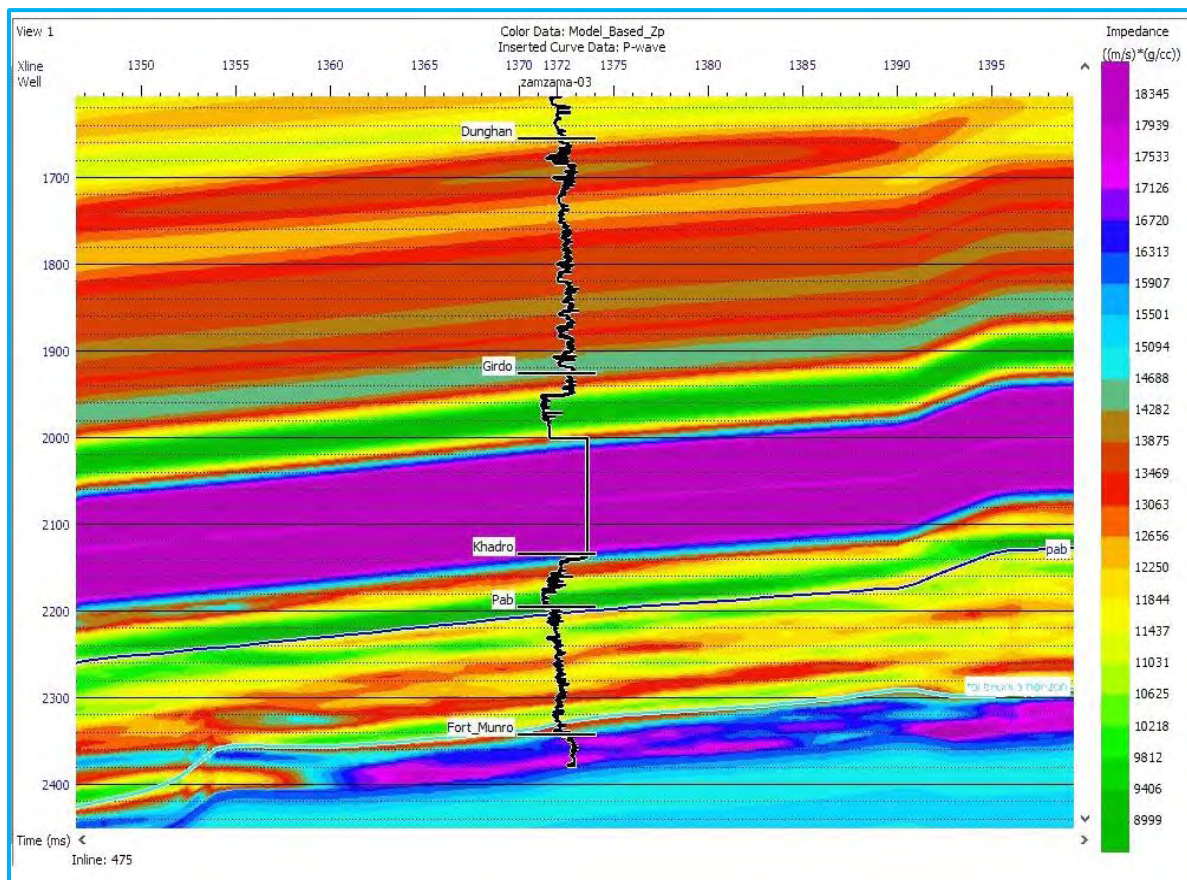 View 1
Color Data: Model_Based_Zp
Inserted Curve Data: P-wave
Impedance
((m/s)*(g/cc))
Xline 1350 1355 1360 1365 1370 1372 1375 1380 1385 1390 1395
Well zamzama-03
Dunghan
1700
1800
1900
Girdo
2000
2100
Khadro
pab
Pab
2200
2300
horizon
Fort_Munro
2400
Time (ms)
Inline: 475
18345
17939
17533
17126
16720
16313
15907
15501
15094
14688
14282
13875
13469
13063
12656
12250
11844
11437
11031
10625
10218
9812
9406
8999